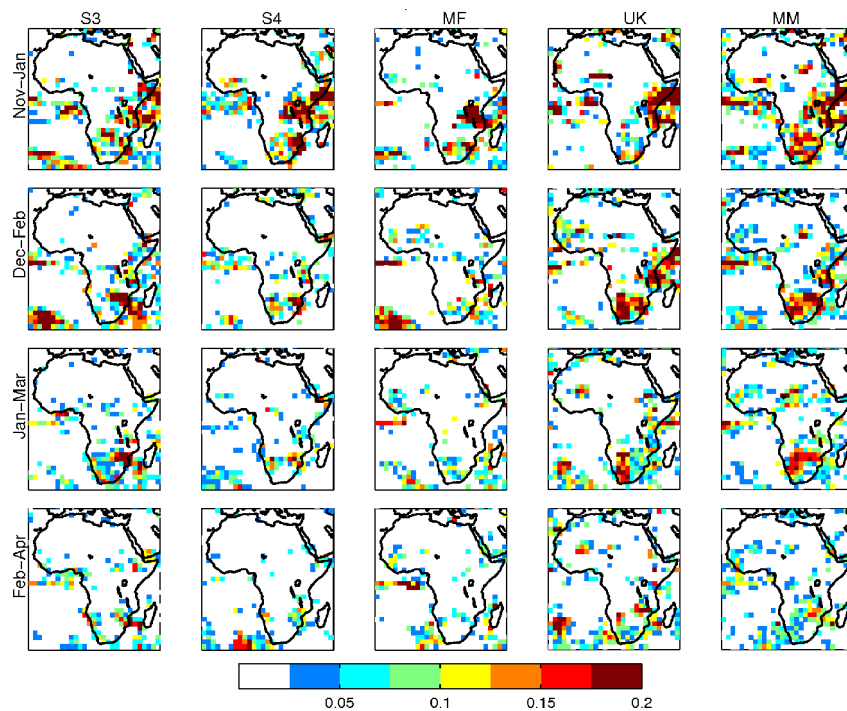 S3 S4 MF UK MM
Nov-Jan
Dec-Feb
Jan-Mar
Feb-Apr
0.05 0.1 0.15 0.2